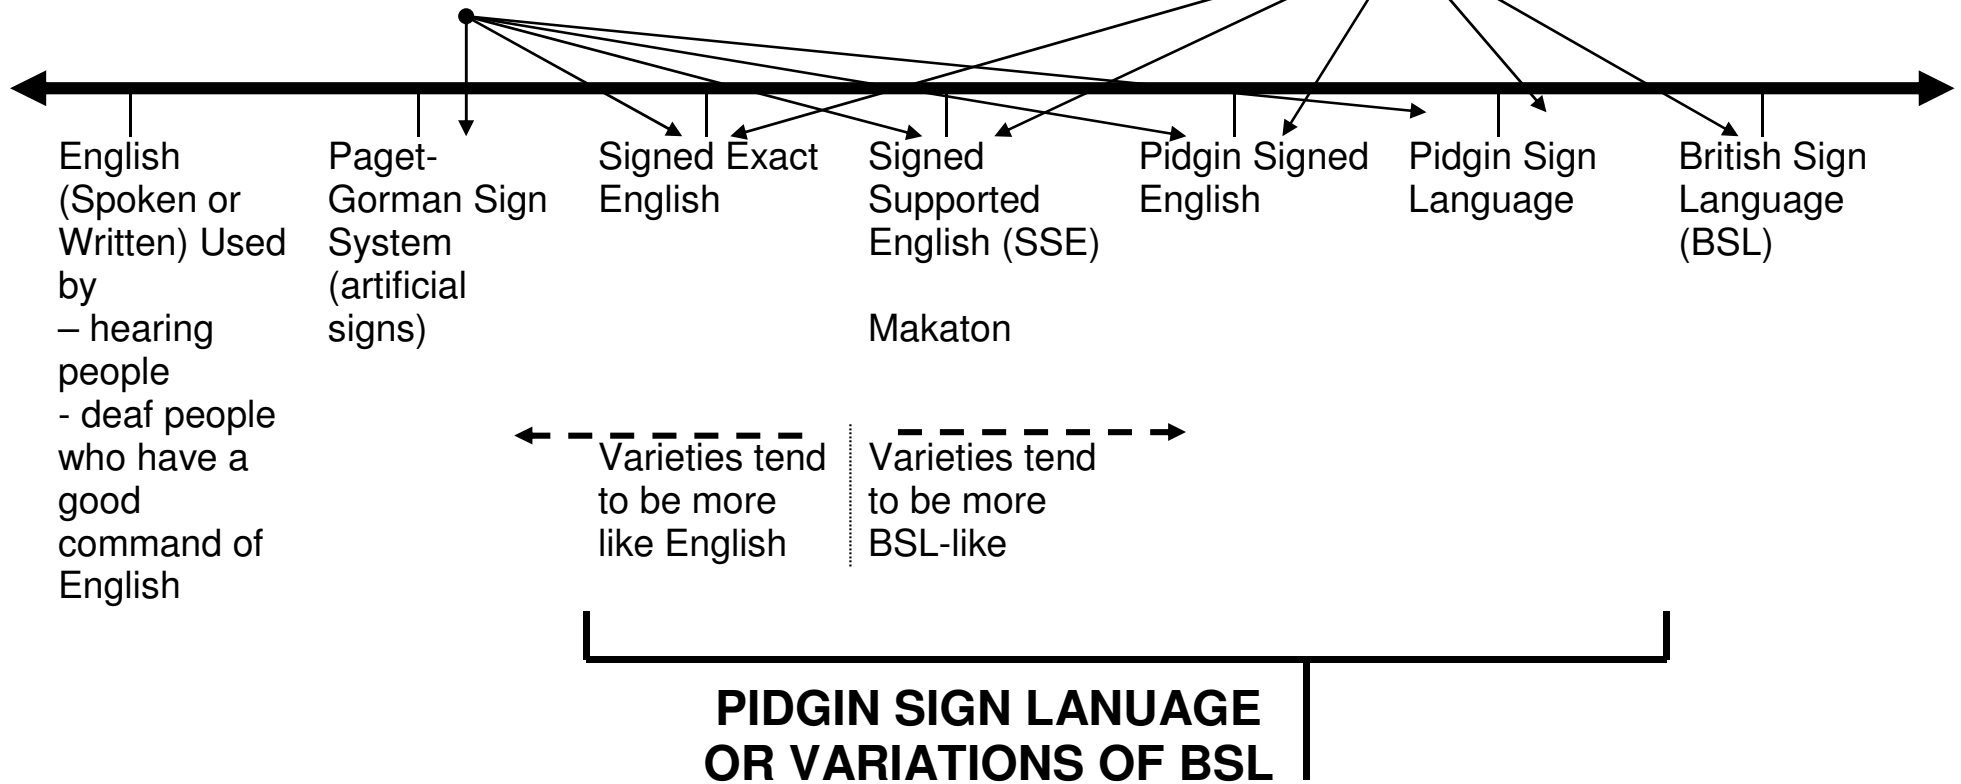 English
(Spoken or
Written) Used
by
– hearing
people
- deaf people
who have a
good
command of
English
Paget-
Gorman Sign
System
(artificial
signs)
Signed Exact
English
Signed
Supported
English (SSE)
Makaton
Pidgin Signed
English
Pidgin Sign
Language
British Sign
Language
(BSL)
Varieties tend
to be more
like English
Varieties tend
to be more
BSL-like
PIDGIN SIGN LANUAGE
OR VARIATIONS OF BSL